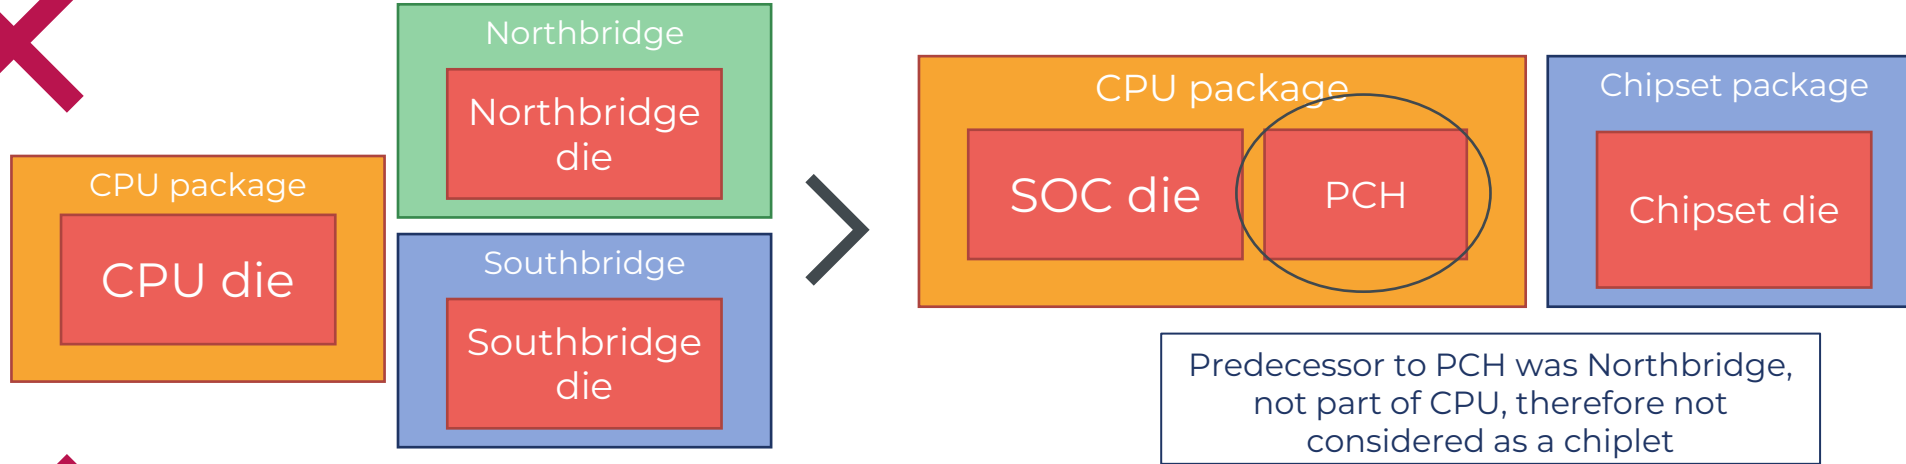 Northbridge
Northbridge
die
CPU package
CPU die
Southbridge
Southbridge
die
CPU package
SOC die
PCH
Chipset package
Chipset die
Predecessor to PCH was Northbridge,
not part of CPU, therefore not
considered as a chiplet